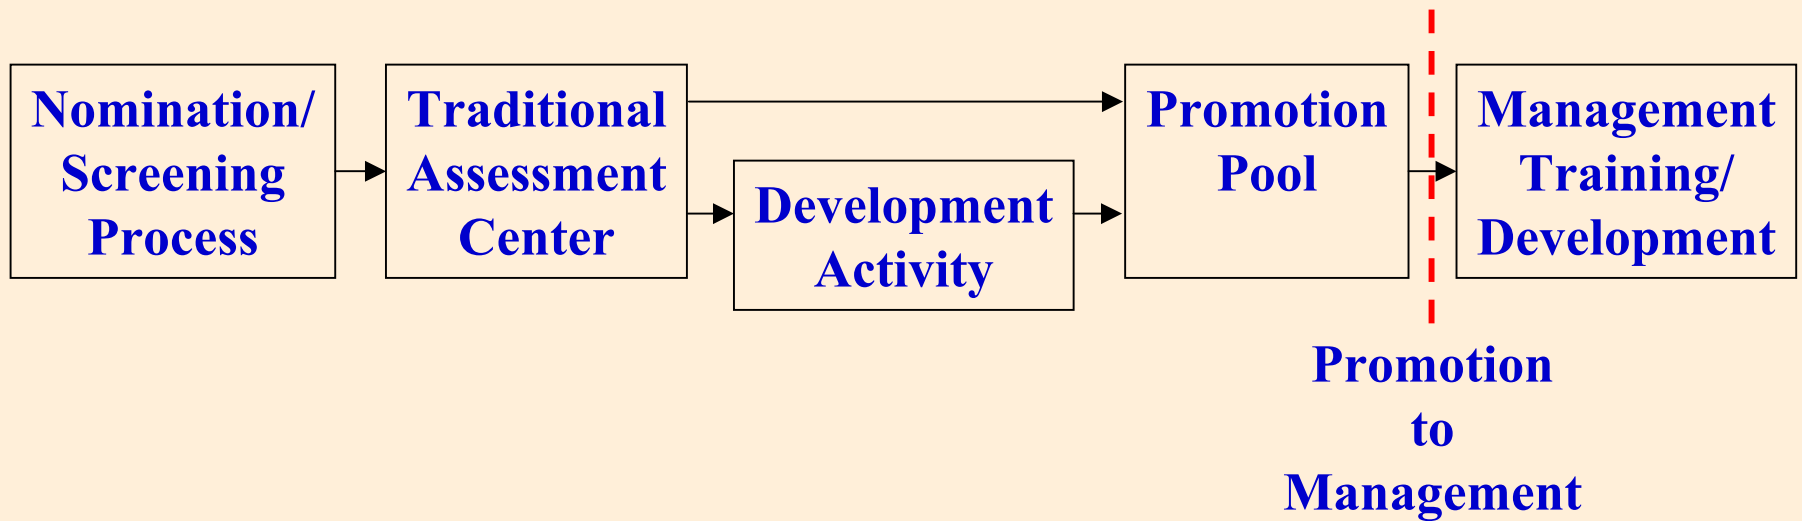 Nomination/
Screening
Process
Traditional
Assessment
Center
Development
Activity
Promotion
Pool
Management
Training/
Development
Promotion
to
Management